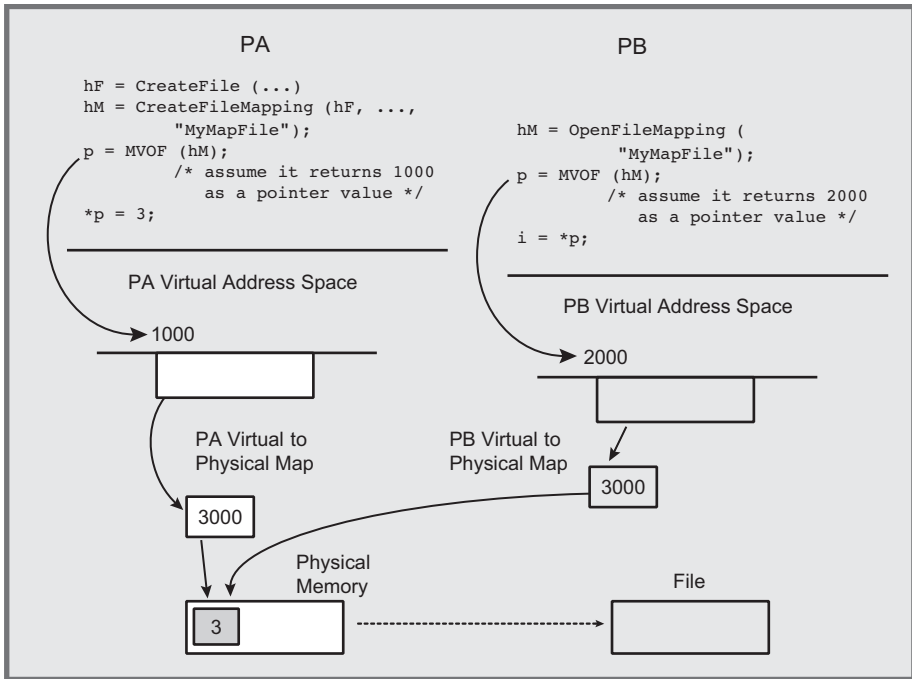 PA
hF = CreateFile (...)
hM = CreateFileMapping (hF, ...,
"MyMapFile");
p = MVOF (hM);
/* assume it returns 1000
as a pointer value */
*p = 3;
PA Virtual Address Space
1000
PA Virtual to
Physical Map
3000
PB
hM = OpenFileMapping (
"MyMapFile");
p = MVOF (hM);
/* assume it returns 2000
as a pointer value */
i = *p;
PB Virtual Address Space
2000
PB Virtual to
Physical Map
3000
Physical
Memory
3
File